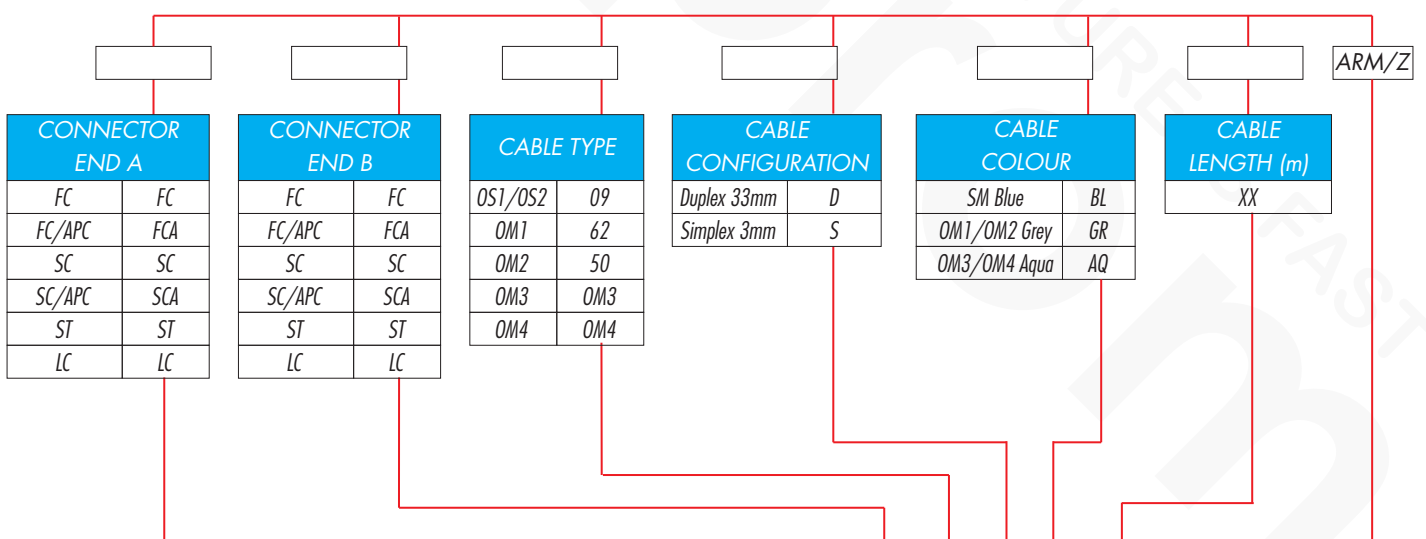 ARM/Z
CONNECTOR
END A
FC FC
FC/APC FCA
SC SC
SC/APC SCA
ST ST
LC LC
CONNECTOR
END B
FC FC
FC/APC FCA
SC SC
SC/APC SCA
ST ST
LC LC
CABLE TYPE
OS1/OS2 09
OM1 62
OM2 50
OM3 OM3
OM4 OM4
CABLE
CONFIGURATION
Duplex 33mm D
Simplex 3mm S
CABLE
COLOUR
SM Blue BL
OM1/OM2 Grey GR
OM3/OM4 Aqua AQ
CABLE
LENGTH (m)
XX